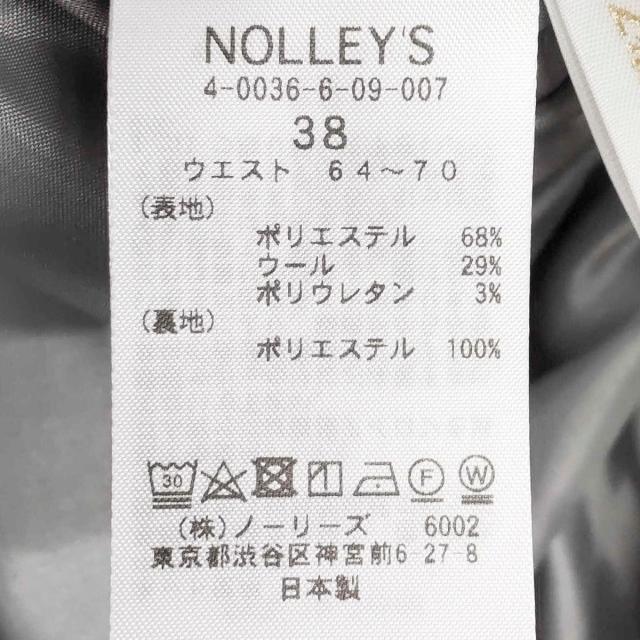 NOLLEY'S
4-0036-6-09-007
38
ウエスト 64〜70
(表地)
ポリエステル 68%
ウール 29%
ポリウレタン 3%
(裏地)
ポリエステル 100%
30 F W
(株)ノーリーズ 6002
東京都渋谷区神宮前6 27-8
日本製